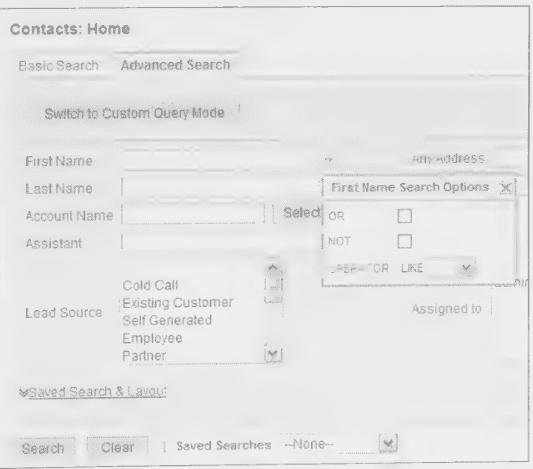 Contacts: Home
Basic Search Advanced Search
Switch to Custom Query Mode
First Name Any Address
Last Name First Name Search Options X
Account Name Select OR
NOT
Assistant
OPERATOR LIKE
Lead Source Cold Call
Existing Customer
Self Generated
Employee
Partner
Assigned to
Saved Search & Layout
Search Clear | Saved Searches --None--